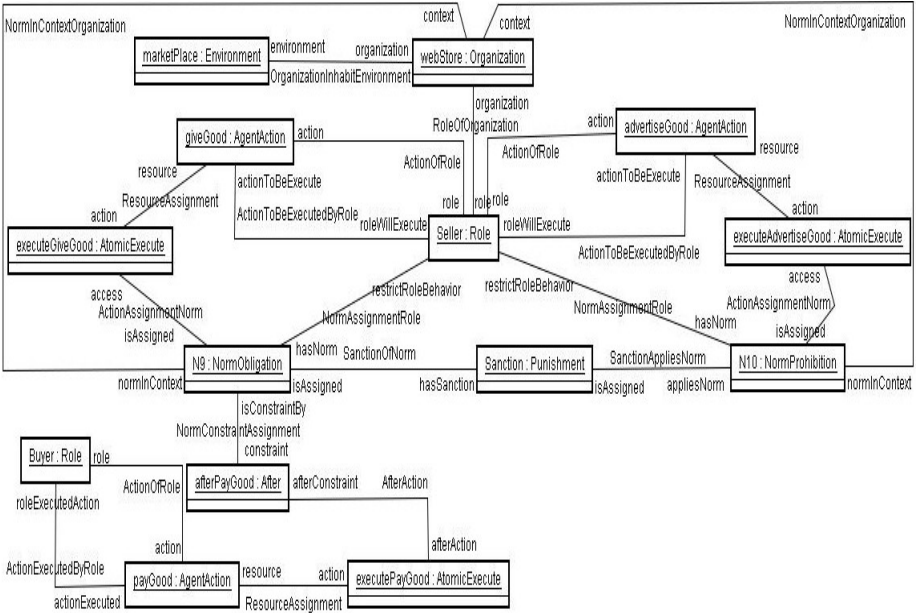 context
context
NormInContextOrganization
NormInContextOrganization
marketPlace : Environment
environment
organization
webStore : Organization
OrganizationInhabitEnvironment
organization
RoleOfOrganization
giveGood : AgentAction
action
action
advertiseGood : AgentAction
ActionOfRole
ActionOfRole
resource
resource
actionToBeExecute
actionToBeExecute
ResourceAssignment
ResourceAssignment
role
role
role
action
ActionToBeExecutedByRole
roleWillExecute
roleWillExecute
action
executeGiveGood : AtomicExecute
Seller : Role
executeAdvertiseGood : AtomicExecute
ActionToBeExecutedByRole
access
access
restrictRoleBehavior
restrictRoleBehavior
ActionAssignmentNorm
ActionAssignmentNorm
NormAssignmentRole
NormAssignmentRole
isAssigned
hasNorm
isAssigned
hasNorm
SanctionOfNorm
SanctionAppliesNorm
N9 : NormObligation
Sanction : Punishment
N10 : NormProhibition
normInContext
isAssigned
hasSanction
isAssigned
appliesNorm
normInContext
isConstraintBy
NormConstraintAssignment
constraint
Buyer : Role
role
afterPayGood : After
afterConstraint
AfterAction
ActionOfRole
roleExecutedAction
action
afterAction
ActionExecutedByRole
payGood : AgentAction
resource
action
executePayGood : AtomicExecute
actionExecuted
ResourceAssignment